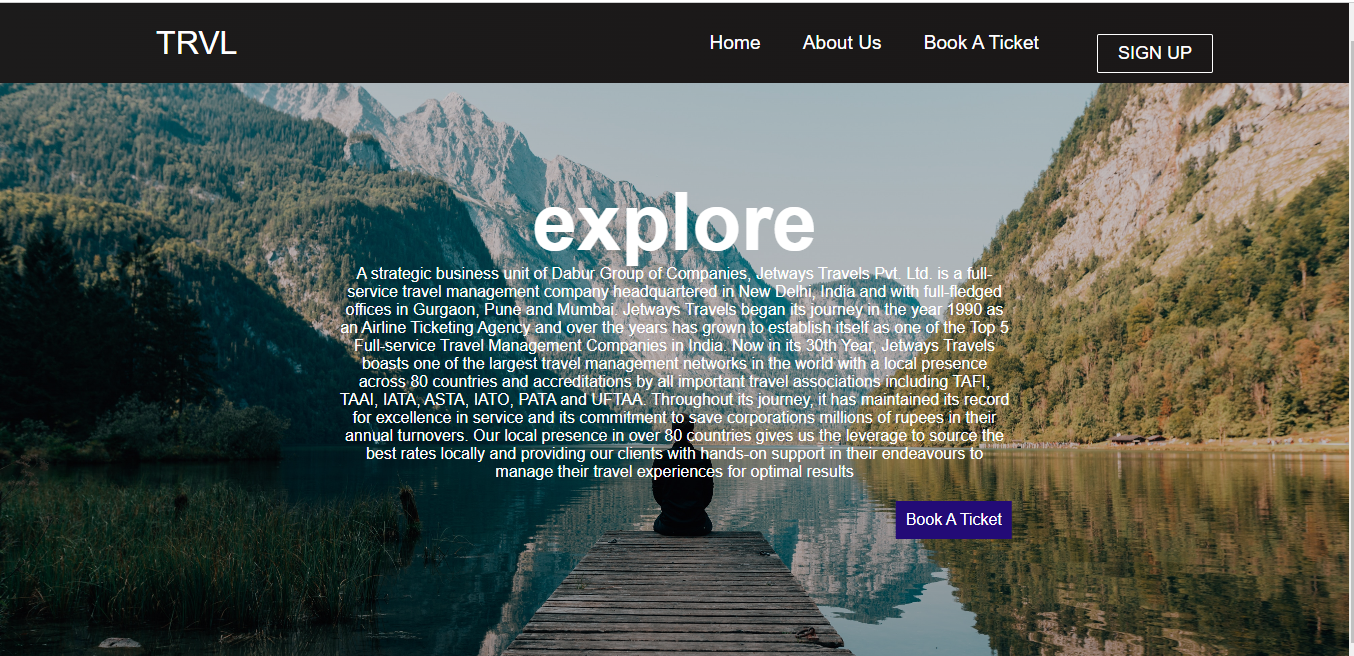 TRVL
Home
About Us
Book A Ticket
SIGN UP
explore
A strategic business unit of Dabur Group of Companies, Jetways Travels Pvt. Ltd. is a full-
service travel management company headquartered in New Delhi, India and with full-fledged
offices in Gurgaon, Pune and Mumbai. Jetways Travels began its journey in the year 1990 as
an Airline Ticketing Agency and over the years has grown to establish itself as one of the Top 5
Full-service Travel Management Companies in India. Now in its 30th Year, Jetways Travels
boasts one of the largest travel management networks in the world with a local presence
across 80 countries and accreditations by all important travel associations including TAFI,
TAAI, IATA, ASTA, IATO, PATA and UFTAA. Throughout its journey, it has maintained its record
for excellence in service and its commitment to save corporations millions of rupees in their
annual turnovers. Our local presence in over 80 countries gives us the leverage to source the
best rates locally and providing our clients with hands-on support in their endeavours to
manage their travel experiences for optimal results
Book A Ticket